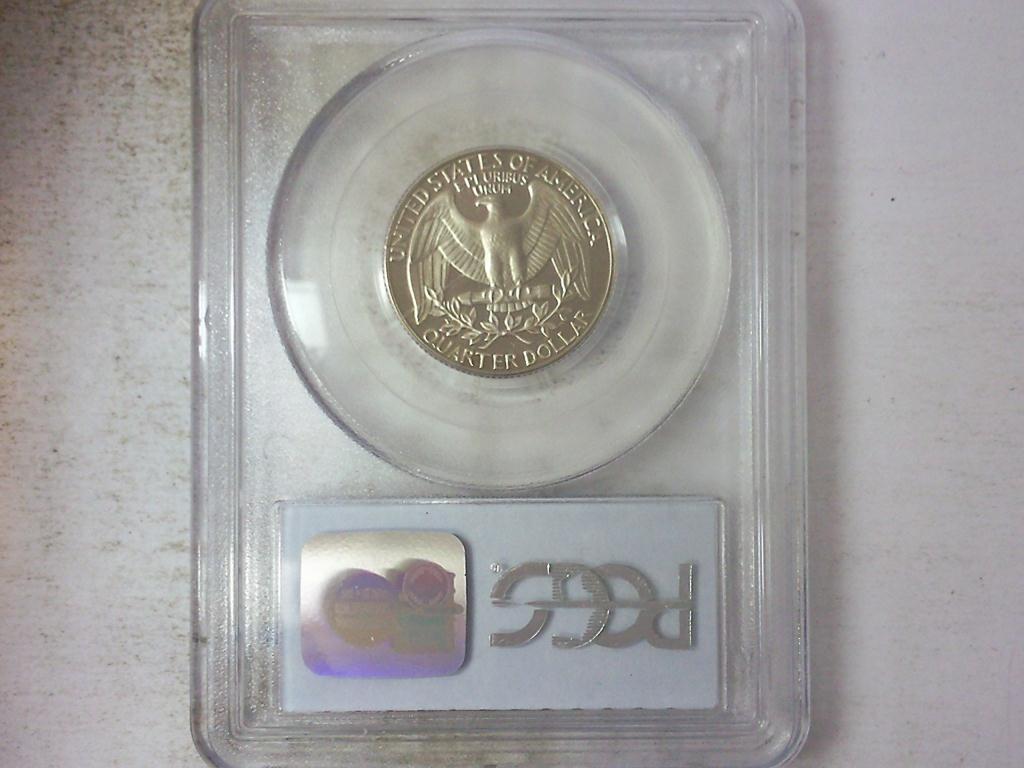 UNITED STATES OF AMERICA
E PLURIBUS
UNUM
QUARTER DOLLAR
PCGS